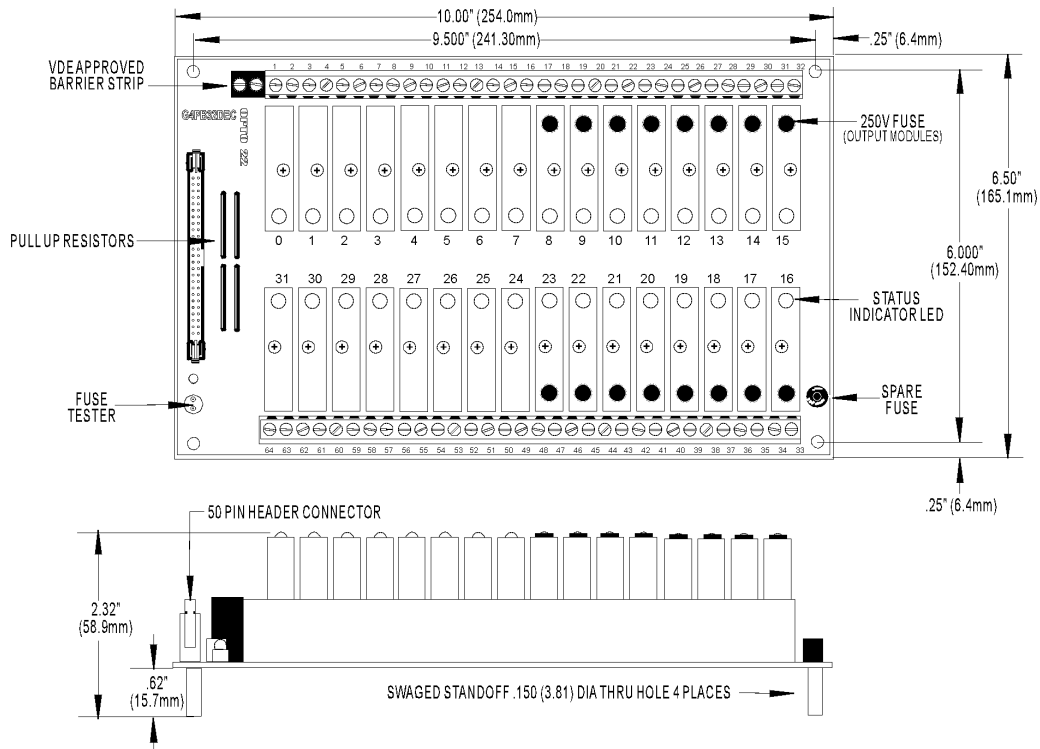 10.00" (254.0mm)
9.500" (241.30mm)
.25" (6.4mm)
VDE APPROVED
BARRIER STRIP
1 2 3 4 5 6 7 8 9 10 11 12 13 14 15 16 17 18 19 20 21 22 23 24 25 26 27 28 29 30 31 32
G4PB32DEC
OPTO 22
250V FUSE
(OUTPUT MODULES)
6.50"
(165.1mm)
PULL UP RESISTORS
0 1 2 3 4 5 6 7 8 9 10 11 12 13 14 15
6.000"
(152.40mm)
31 30 29 28 27 26 25 24 23 22 21 20 19 18 17 16
STATUS
INDICATOR LED
FUSE
TESTER
SPARE
FUSE
64 63 62 61 60 59 58 57 56 55 54 53 52 51 50 49 48 47 46 45 44 43 42 41 40 39 38 37 36 35 34 33
.25" (6.4mm)
50 PIN HEADER CONNECTOR
2.32"
(58.9mm)
.62"
(15.7mm)
SWAGED STANDOFF .150 (3.81) DIA THRU HOLE 4 PLACES